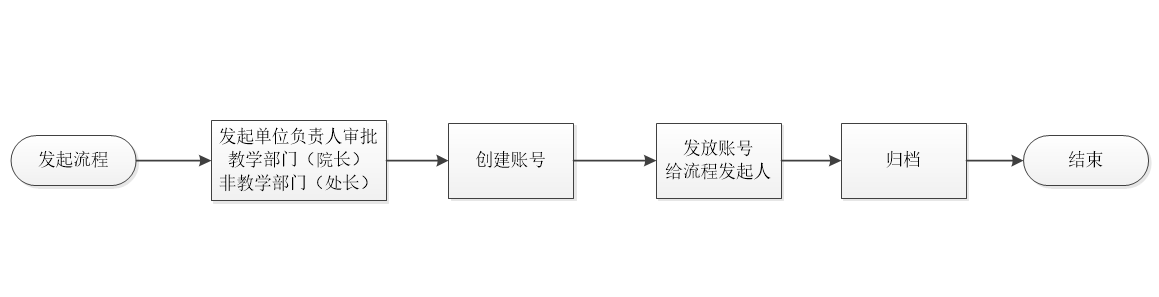 发起流程
发起单位负责人审批
教学部门（院长）
非教学部门（处长）
创建账号
发放账号
给流程发起人
归档
结束